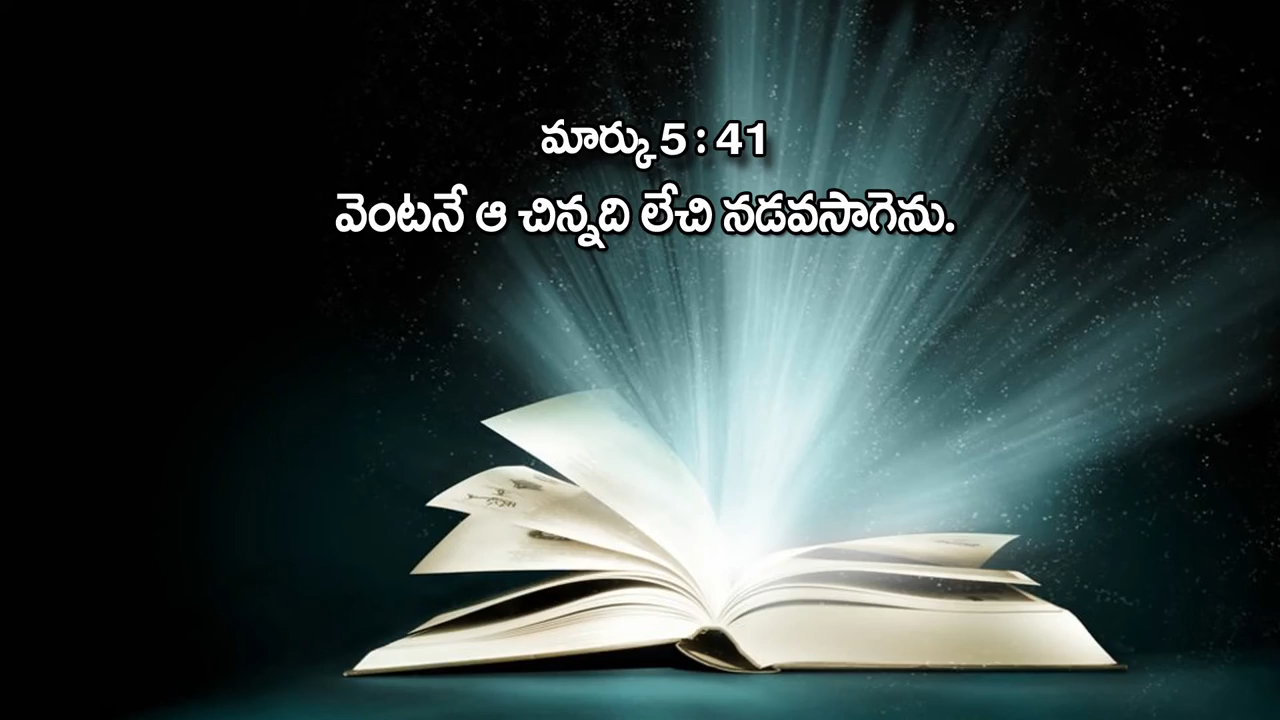 మార్కు 5 : 41
వెంటనే ఆ చిన్నది లేచి నడవసాగెను.